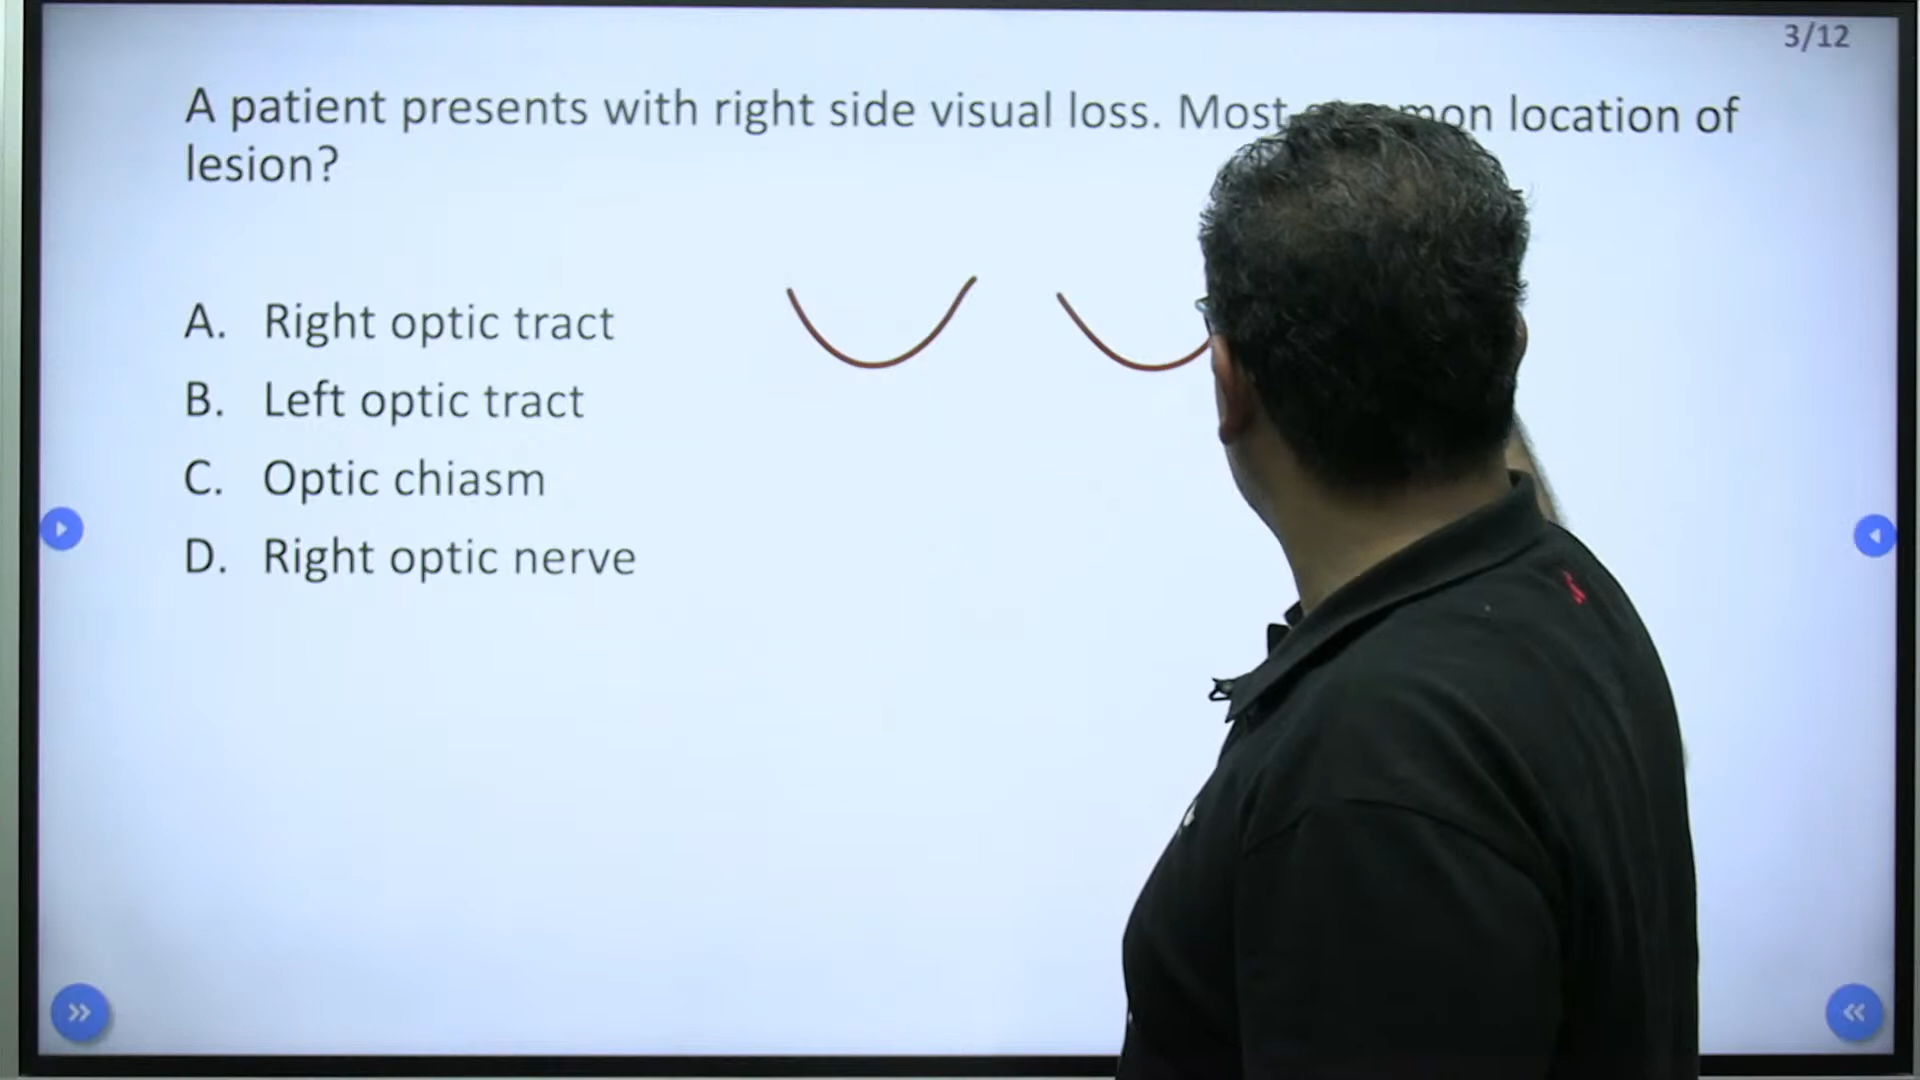 3/12
A patient presents with right side visual loss. Most location of
lesion?
A. Right optic tract
B. Left optic tract
C. Optic chiasm
D. Right optic nerve